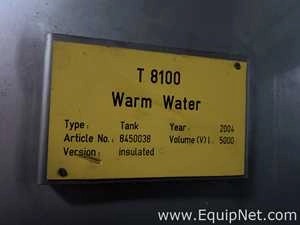 T 8100
Warm Water
Type: Tank Year: 2004
Article No.: 8450038 Volume (V) l. 5000
Version: insulated
www.EquipNet.com